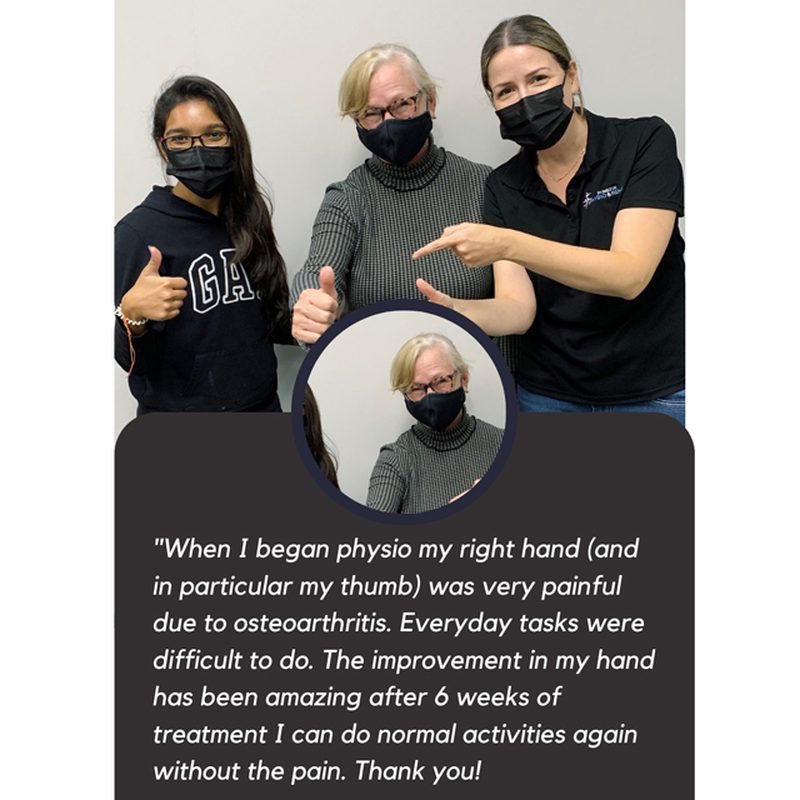 GA
"When I began physio my right hand (and
in particular my thumb) was very painful
due to osteoarthritis. Everyday tasks were
difficult to do. The improvement in my hand
has been amazing after 6 weeks of
treatment I can do normal activities again
without the pain. Thank you!